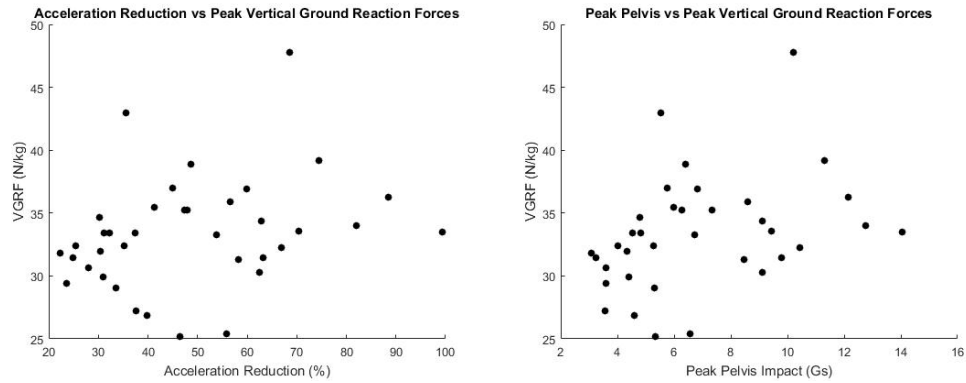 Acceleration Reduction vs Peak Vertical Ground Reaction Forces
50
45
40
35
30
25
VGRF (N/kg)
20 30 40 50 60 70 80 90 100
Acceleration Reduction (%)
Peak Pelvis vs Peak Vertical Ground Reaction Forces
50
45
40
35
30
25
VGRF (N/kg)
2 4 6 8 10 12 14 16
Peak Pelvis Impact (Gs)